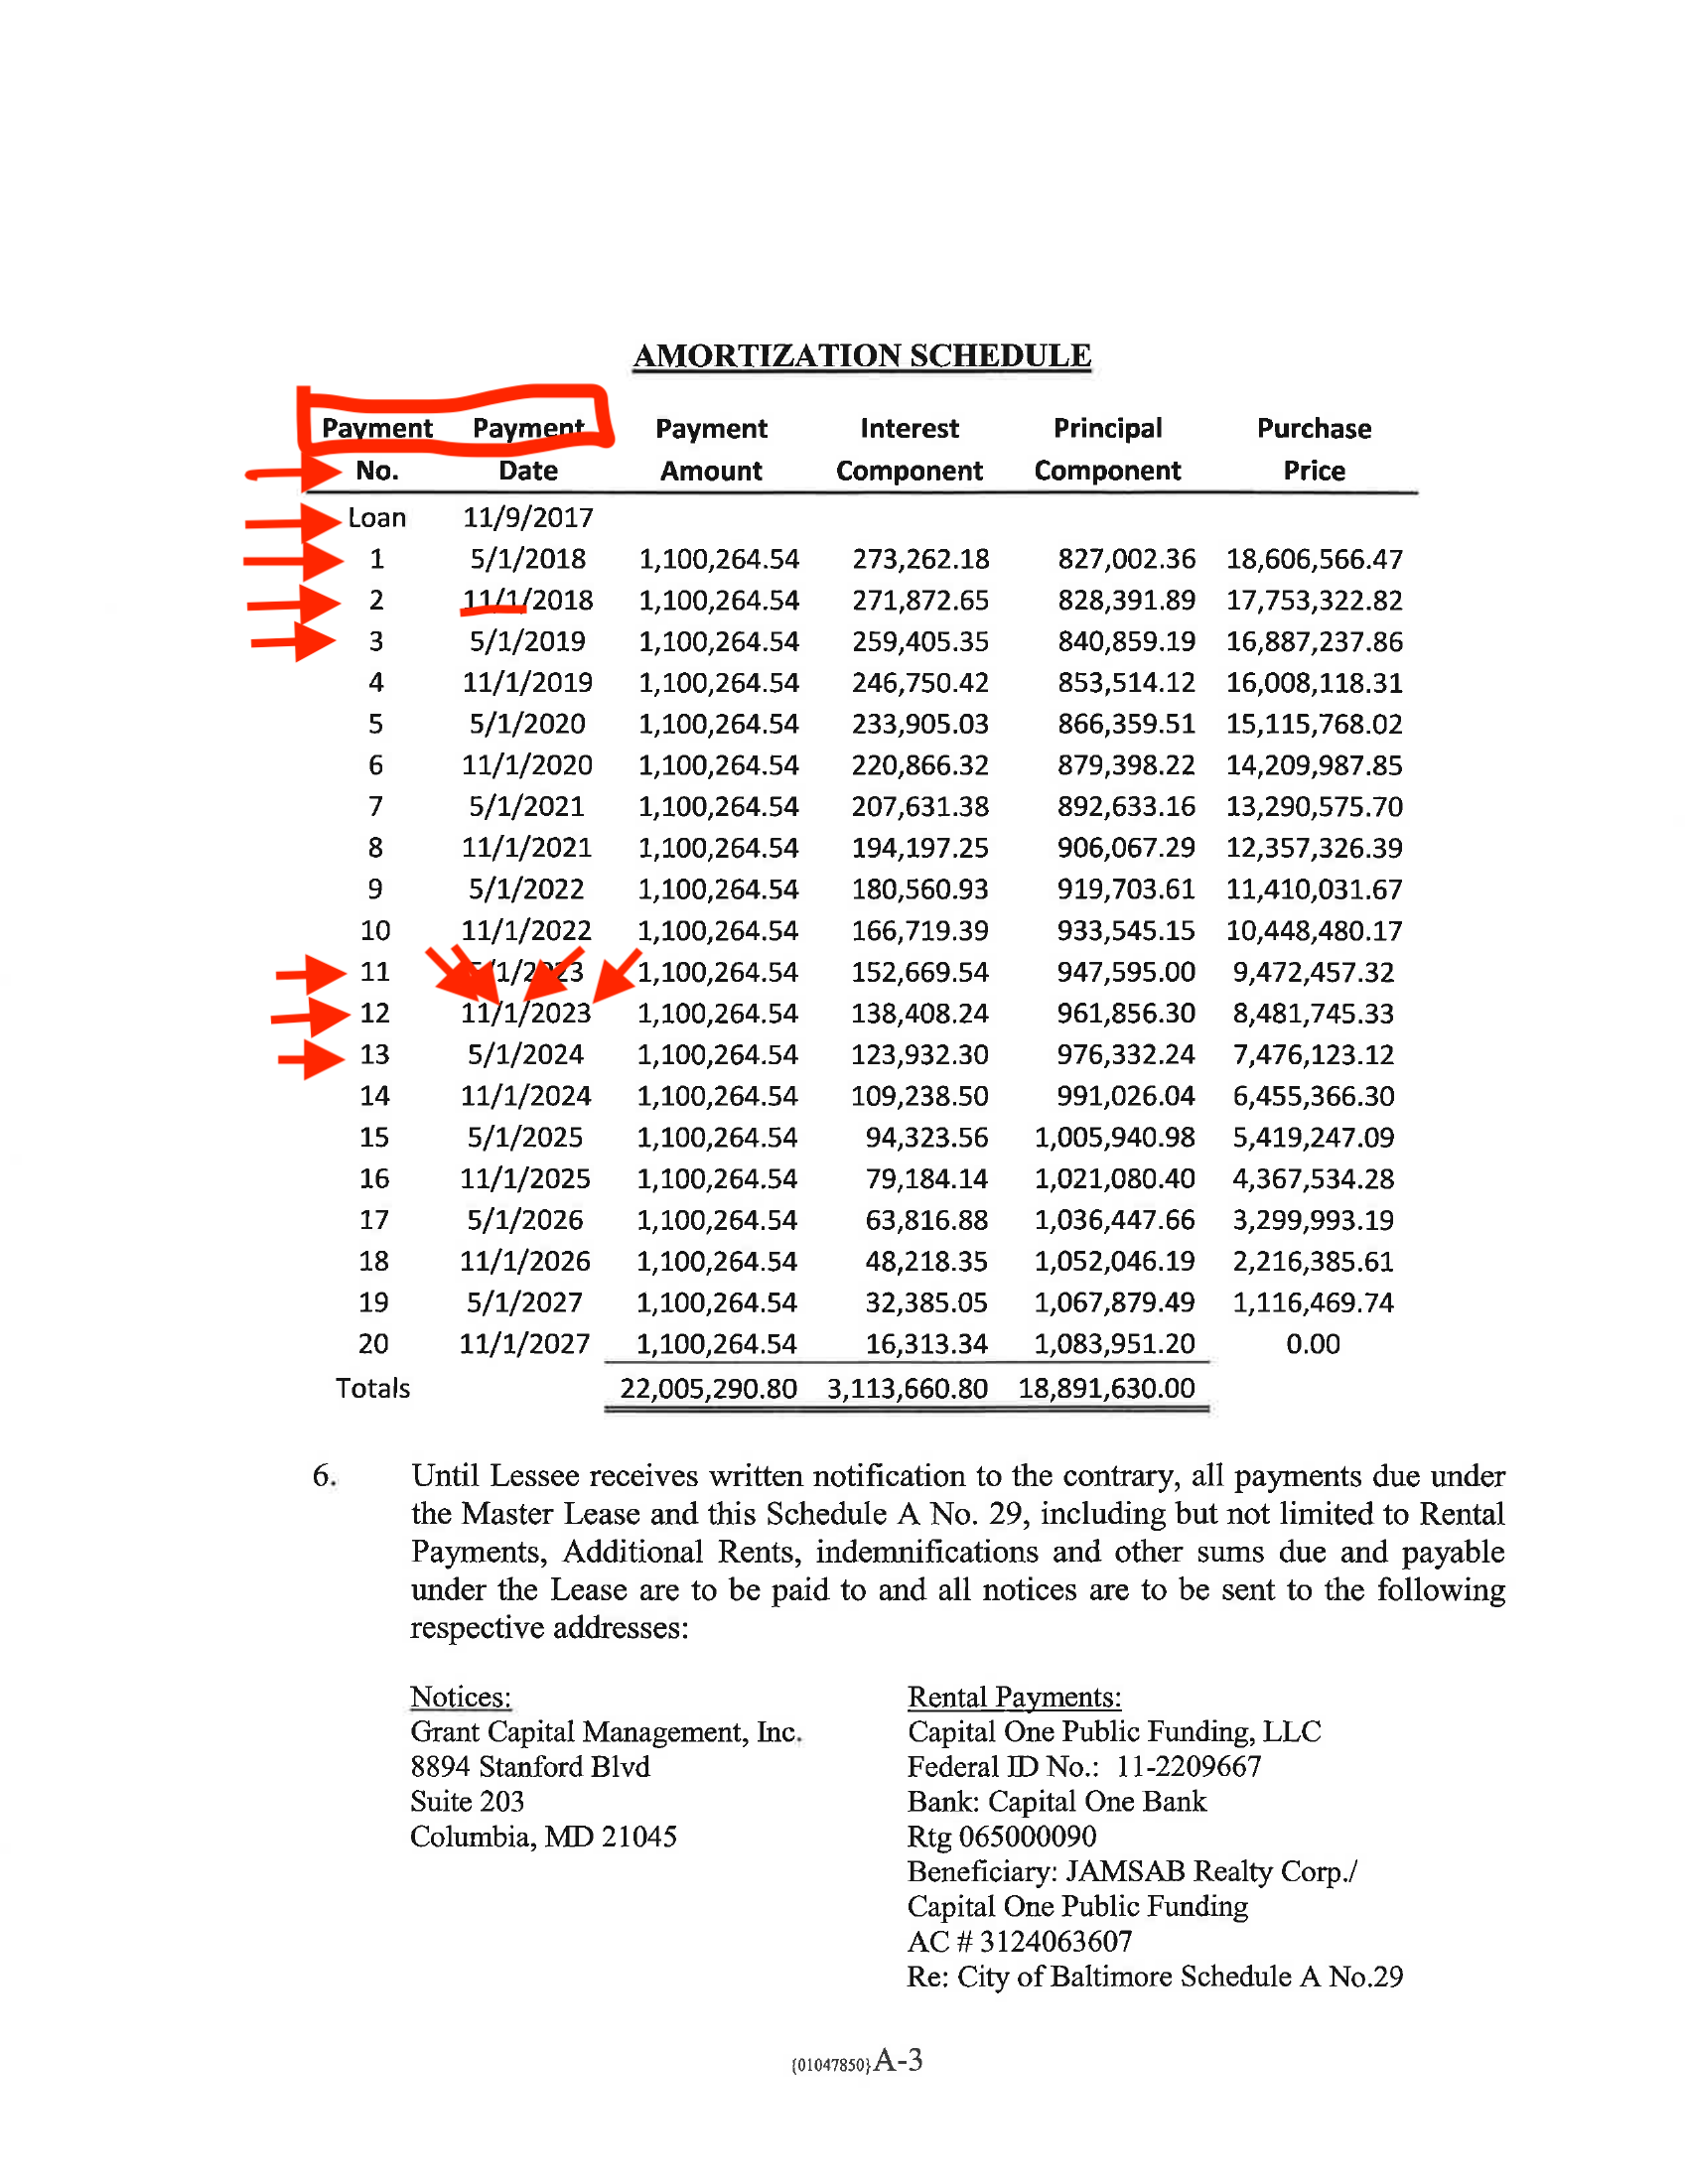 AMORTIZATION SCHEDULE
Payment Payment Payment Interest Principal Purchase
No. Date Amount Component Component Price
Loan 11/9/2017
1 5/1/2018 1,100,264.54 273,262.18 827,002.36 18,606,566.47
2 11/1/2018 1,100,264.54 271,872.65 828,391.89 17,753,322.82
3 5/1/2019 1,100,264.54 259,405.35 840,859.19 16,887,237.86
4 11/1/2019 1,100,264.54 246,750.42 853,514.12 16,008,118.31
5 5/1/2020 1,100,264.54 233,905.03 866,359.51 15,115,768.02
6 11/1/2020 1,100,264.54 220,866.32 879,398.22 14,209,987.85
7 5/1/2021 1,100,264.54 207,631.38 892,633.16 13,290,575.70
8 11/1/2021 1,100,264.54 194,197.25 906,067.29 12,357,326.39
9 5/1/2022 1,100,264.54 180,560.93 919,703.61 11,410,031.67
10 11/1/2022 1,100,264.54 166,719.39 933,545.15 10,448,480.17
11 5/1/2023 1,100,264.54 152,669.54 947,595.00 9,472,457.32
12 11/1/2023 1,100,264.54 138,408.24 961,856.30 8,481,745.33
13 5/1/2024 1,100,264.54 123,932.30 976,332.24 7,476,123.12
14 11/1/2024 1,100,264.54 109,238.50 991,026.04 6,455,366.30
15 5/1/2025 1,100,264.54 94,323.56 1,005,940.98 5,419,247.09
16 11/1/2025 1,100,264.54 79,184.14 1,021,080.40 4,367,534.28
17 5/1/2026 1,100,264.54 63,816.88 1,036,447.66 3,299,993.19
18 11/1/2026 1,100,264.54 48,218.35 1,052,046.19 2,216,385.61
19 5/1/2027 1,100,264.54 32,385.05 1,067,879.49 1,116,469.74
20 11/1/2027 1,100,264.54 16,313.34 1,083,951.20 0.00
Totals 22,005,290.80 3,113,660.80 18,891,630.00
6. Until Lessee receives written notification to the contrary, all payments due under
the Master Lease and this Schedule A No. 29, including but not limited to Rental
Payments, Additional Rents, indemnifications and other sums due and payable
under the Lease are to be paid to and all notices are to be sent to the following
respective addresses:
Notices:
Grant Capital Management, Inc.
8894 Stanford Blvd
Suite 203
Columbia, MD 21045
Rental Payments:
Capital One Public Funding, LLC
Federal ID No.: 11-2209667
Bank: Capital One Bank
Rtg 065000090
Beneficiary: JAMSAB Realty Corp./
Capital One Public Funding
AC # 3124063607
Re: City of Baltimore Schedule A No.29
{01047850}A-3